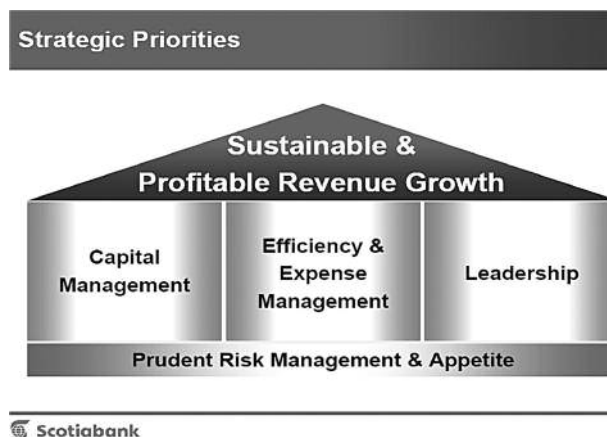 Strategic Priorities
Sustainable &
Profitable Revenue Growth
Capital
Management
Efficiency &
Expense
Management
Leadership
Prudent Risk Management & Appetite
Scotiabank